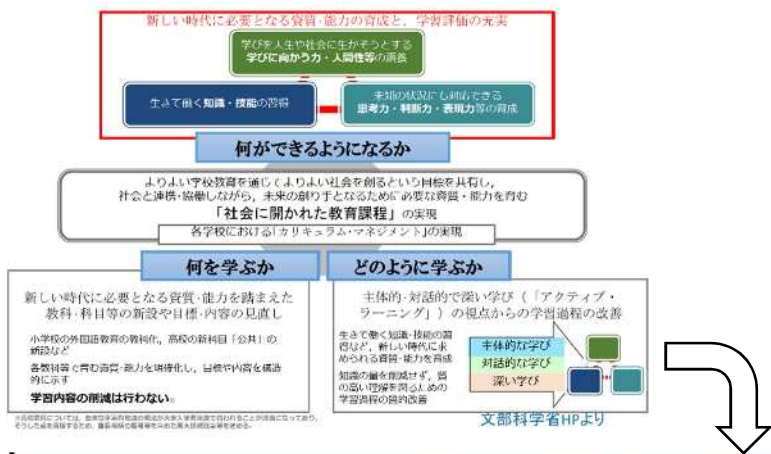 新しい時代に必要となる資質・能力の育成と，学習評価の充実
学びを人生や社会に生かそうとする
学びに向かう力・人間性等の涵養
生きて働く知識・技能の習得
未知の状況にも対応できる
思考力・判断力・表現力等の育成
何ができるようになるか
よりよい学校教育を通じてよりよい社会を創るという目標を共有し，
社会と連携・協働しながら，未来の創り手となるために必要な資質・能力を育む
「社会に開かれた教育課程」の実現
各学校における「カリキュラム・マネジメント」の実現
何を学ぶか
新しい時代に必要となる資質・能力を踏まえた
教科・科目等の新設や目標・内容の見直し
小学校の外国語教育の教科化，高校の新科目「公共」の
新設など
各教科等で育む資質・能力を明確化し，目標や内容を構造
的に示す
学習内容の削減は行わない※
どのように学ぶか
主体的・対話的で深い学び（「アクティブ・
ラーニング」）の視点からの学習過程の改善
生きて働く知識・技能の習
得など，新しい時代に求
められる資質・能力を育成
知識の量を削減せず，質
の高い理解を図るための
学習過程の質的改善
主体的な学び
対話的な学び
深い学び
文部科学省HPより